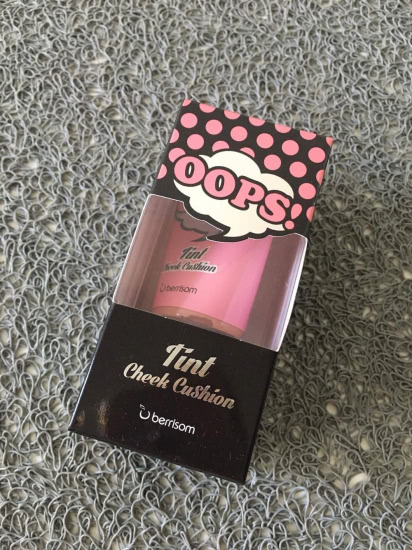 OOPS!
Tint
Cheek Cushion
berrisom
Tint
Cheek Cushion
berrisom